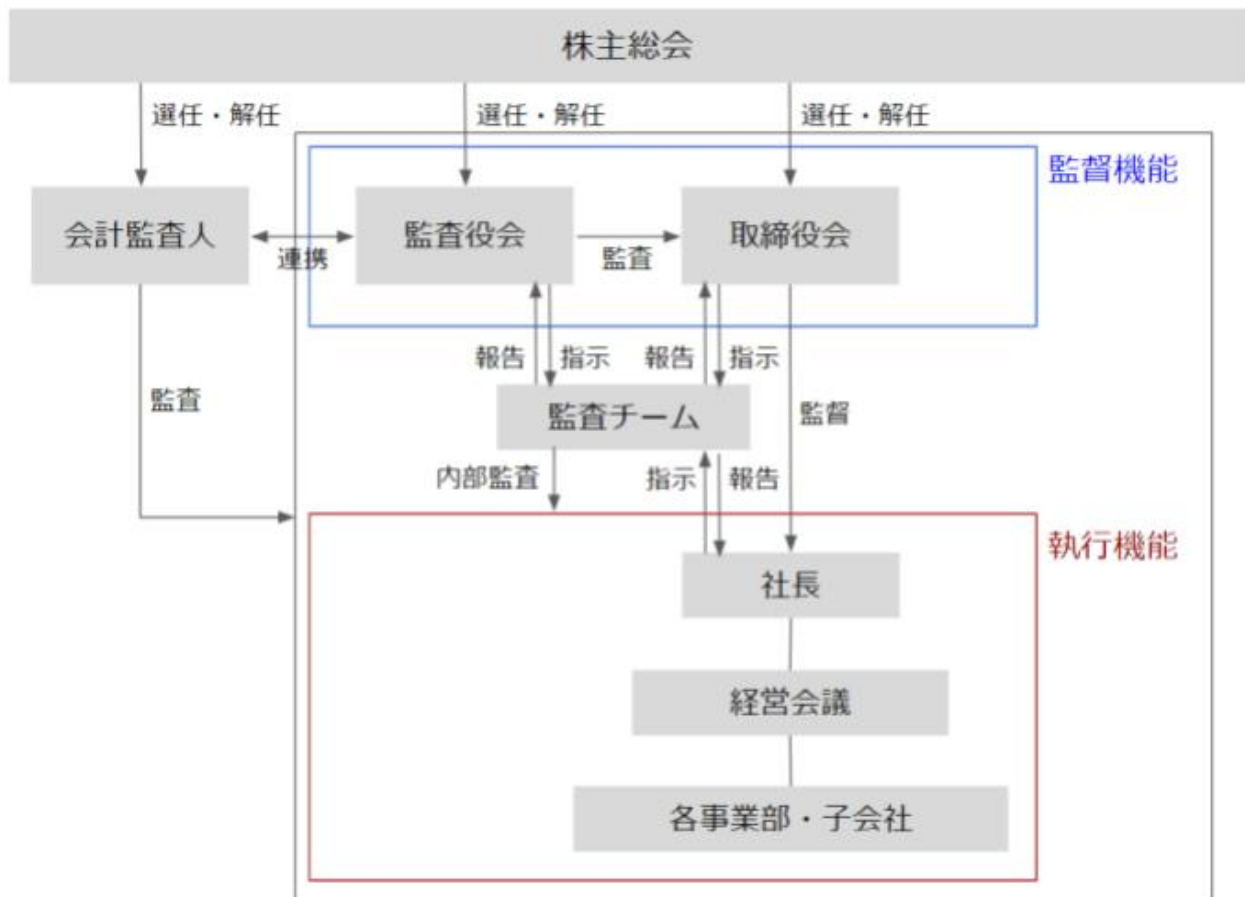 株主総会
選任・解任
選任・解任
選任・解任
監督機能
会計監査人
連携
監査役会
監査
取締役会
報告
指示
報告
指示
監査
監査チーム
監督
内部監査
指示
報告
執行機能
社長
経営会議
各事業部・子会社